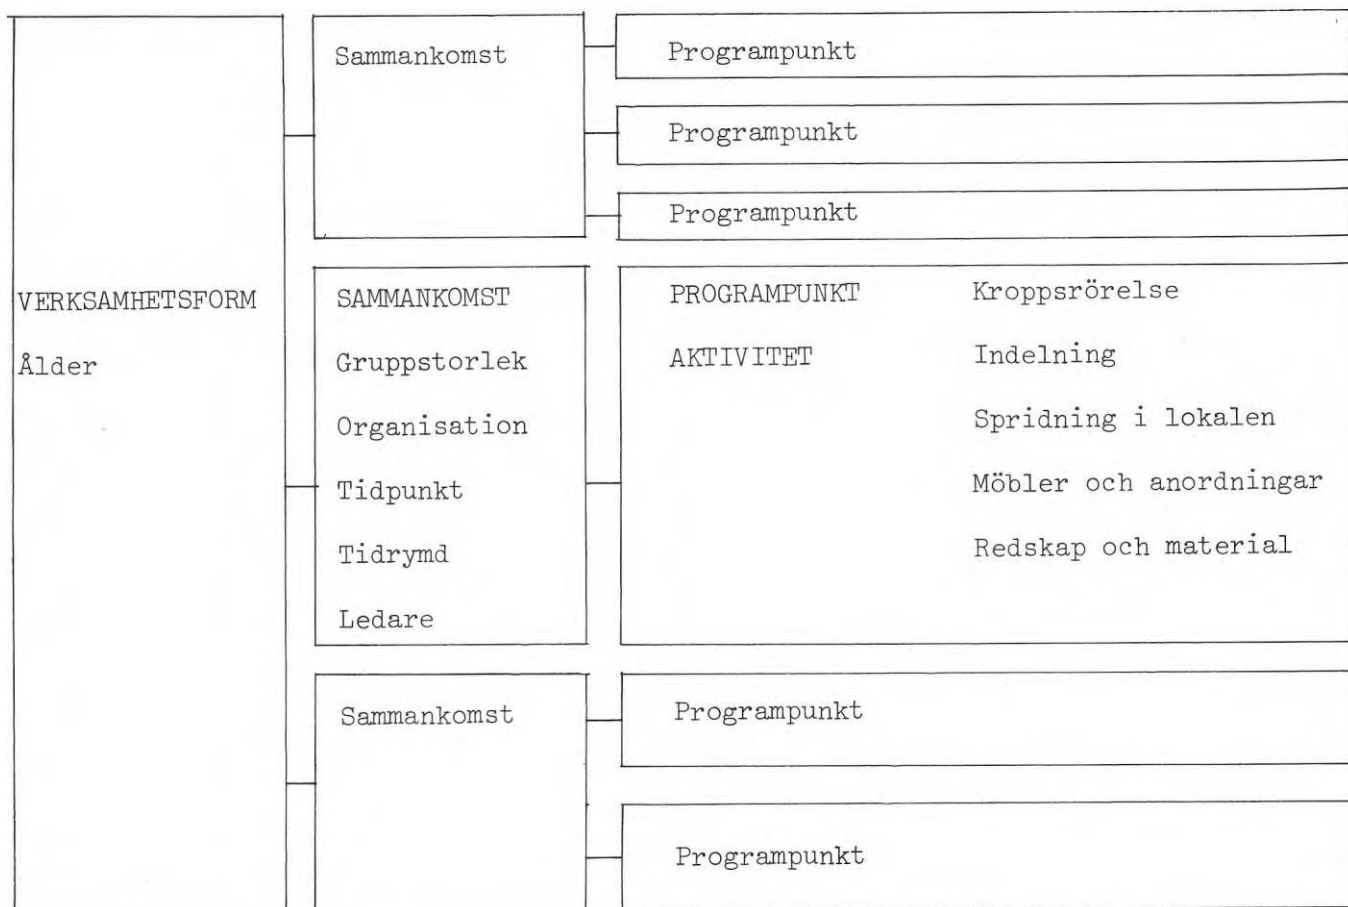 VERKSAMHETSFORM
Ålder
Sammankomst
Programpunkt
Programpunkt
Programpunkt
SAMMANKOMST
Gruppstorlek
Organisation
Tidpunkt
Tidrymd
Ledare
PROGRAMPUNKT
AKTIVITET
Kroppsrörelse
Indelning
Spridning i lokalen
Möbler och anordningar
Redskap och material
Sammankomst
Programpunkt
Programpunkt